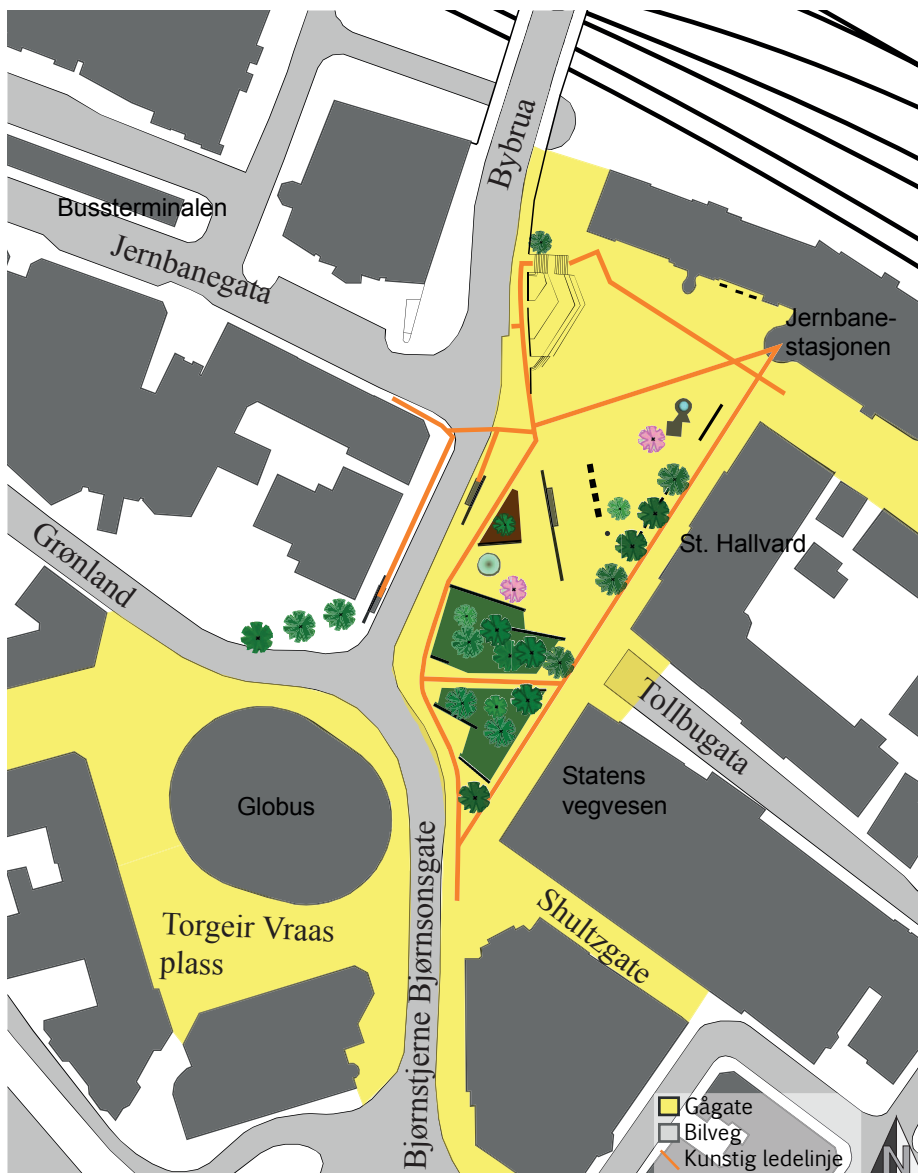 Bybrua
Bussterminalen
Jernbanegata
Jernbane-
stasjonen
St. Hallvard
Grønland
Tollbugata
Statens
vegvesen
Globus
Torgeir Vraas
plass
Shultzgate
Bjørnstjerne Bjørnsonsgate
Gågate
Bilveg
Kunstig ledelinje
N